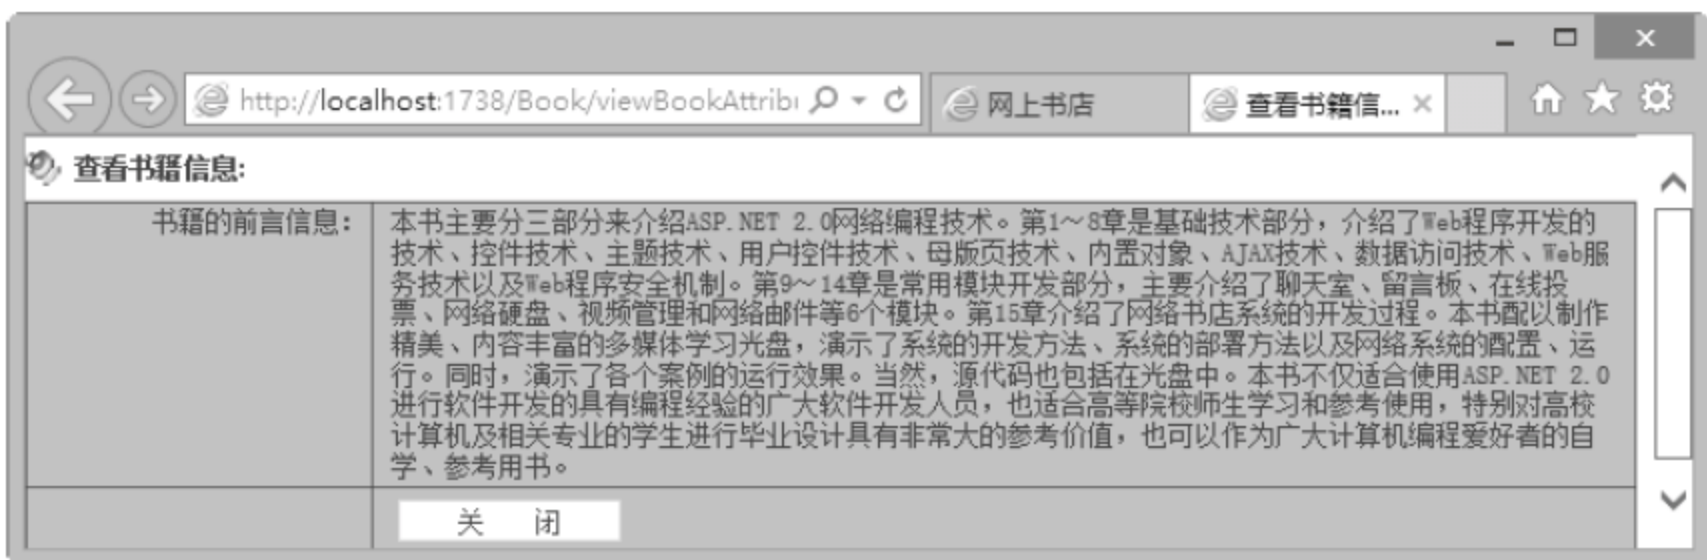 http://localhost:1738/Book/viewBookAttrib
网上书店
查看书籍信...
查看书籍信息:
书籍的前言信息:
本书主要分三部分来介绍ASP.NET 2.0网络编程技术。第1～8章是基础技术部分，介绍了Web程序开发的
技术、控件技术、主题技术、用户控件技术、母版页技术、内置对象、AJAX技术、数据访问技术、Web服
务技术以及Web程序安全机制。第9～14章是常用模块开发部分，主要介绍了聊天室、留言板、在线投
票、网络硬盘、视频管理和网络邮件等6个模块。第15章介绍了网络书店系统的开发过程。本书配以制作
精美、内容丰富的多媒体学习光盘，演示了系统的开发方法、系统的部署方法以及网络系统的配置、运
行。同时，演示了各个案例的运行效果。当然，源代码也包括在光盘中。本书不仅适合使用ASP.NET 2.0
进行软件开发的具有编程经验的广大软件开发人员，也适合高等院校师生学习和参考使用，特别对高校
计算机及相关专业的学生进行毕业设计具有非常大的参考价值，也可以作为广大计算机编程爱好者的自
学、参考用书。
关 闭